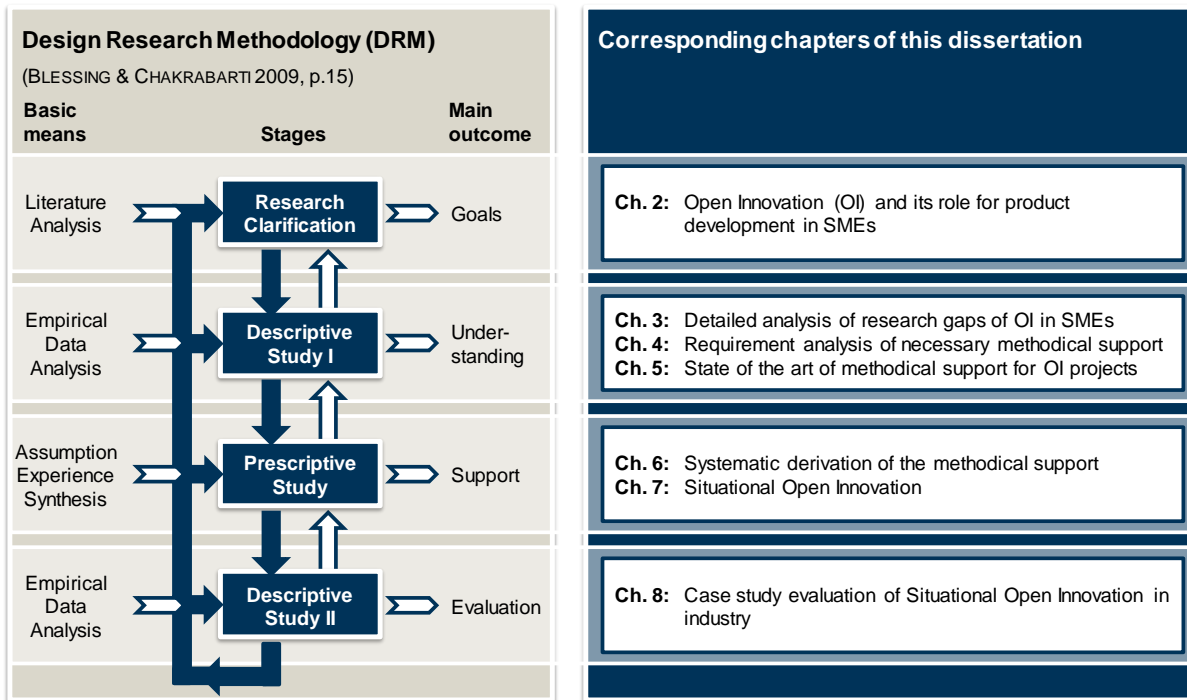 Design Research Methodology (DRM)
(BLESSING & CHAKRABARTI 2009, p.15)
Basic
means
Stages
Main
outcome
Literature
Analysis
Research
Clarification
Goals
Empirical
Data
Analysis
Descriptive
Study I
Under-
standing
Assumption
Experience
Synthesis
Prescriptive
Study
Support
Empirical
Data
Analysis
Descriptive
Study II
Evaluation
Corresponding chapters of this dissertation
Ch. 2: Open Innovation (OI) and its role for product
development in SMEs
Ch. 3: Detailed analysis of research gaps of OI in SMEs
Ch. 4: Requirement analysis of necessary methodical support
Ch. 5: State of the art of methodical support for OI projects
Ch. 6: Systematic derivation of the methodical support
Ch. 7: Situational Open Innovation
Ch. 8: Case study evaluation of Situational Open Innovation in
industry